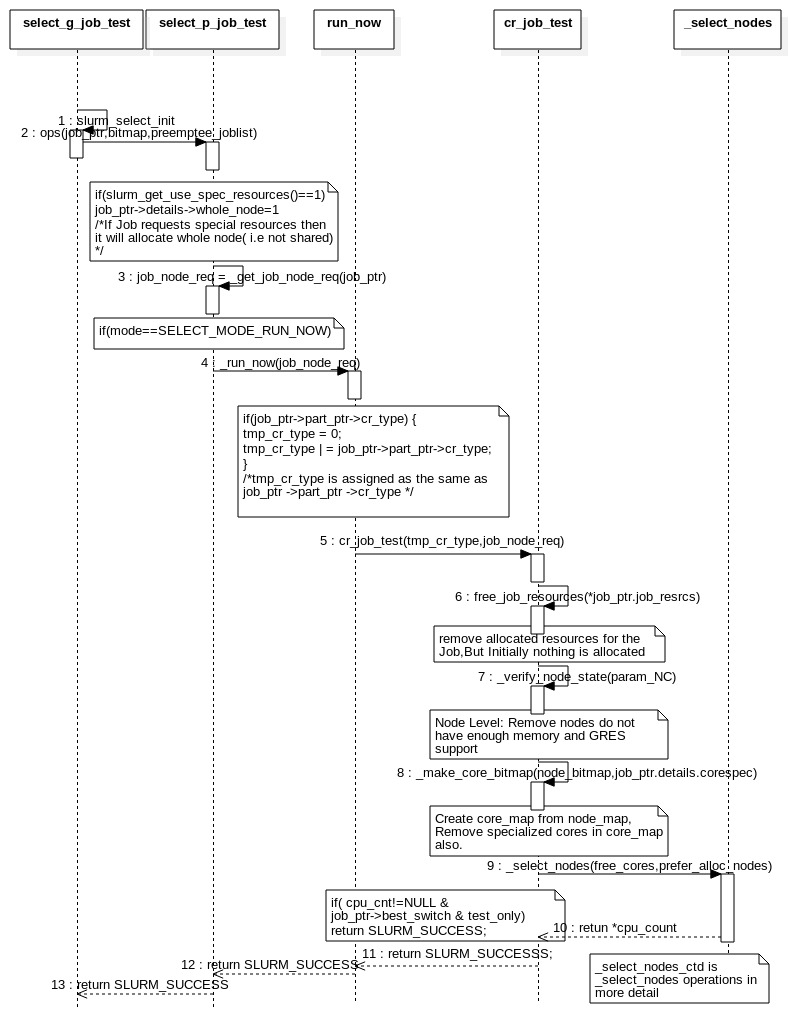 select_g_job_test
select_p_job_test
run_now
cr_job_test
_select_nodes
1 : slurm_select_init
2 : ops(job_ptr,bitmap,preemptee_joblist)
if(slurm_get_use_spec_resources()==1)
job_ptr->details->whole_node=1
/*If Job requests special resources then
it will allocate whole node( i.e not shared)
*/
3 : job_node_req = _get_job_node_req(job_ptr)
if(mode==SELECT_MODE_RUN_NOW)
4 : _run_now(job_node_req)
if(job_ptr->part_ptr->cr_type) {
tmp_cr_type = 0;
tmp_cr_type | = job_ptr->part_ptr->cr_type;
}
/*tmp_cr_type is assigned as the same as
job_ptr ->part_ptr ->cr_type */
5 : cr_job_test(tmp_cr_type,job_node_req)
6 : free_job_resources(*job_ptr.job_resrcs)
remove allocated resources for the
Job,But Initially nothing is allocated
7 : _verify_node_state(param_NC)
Node Level: Remove nodes do not
have enough memory and GRES
support
8 : _make_core_bitmap(node_bitmap,job_ptr.details.corespec)
Create core_map from node_map,
Remove specialized cores in core_map
also.
9 : _select_nodes(free_cores,prefer_alloc_nodes)
if( cpu_cnt!=NULL &
job_ptr->best_switch & test_only)
return SLURM_SUCCESS;
10 : retun *cpu_count
11 : return SLURM_SUCCESSS;
12 : return SLURM_SUCCESS
_select_nodes_ctd is
_select_nodes operations in
more detail
13 : return SLURM_SUCCESS